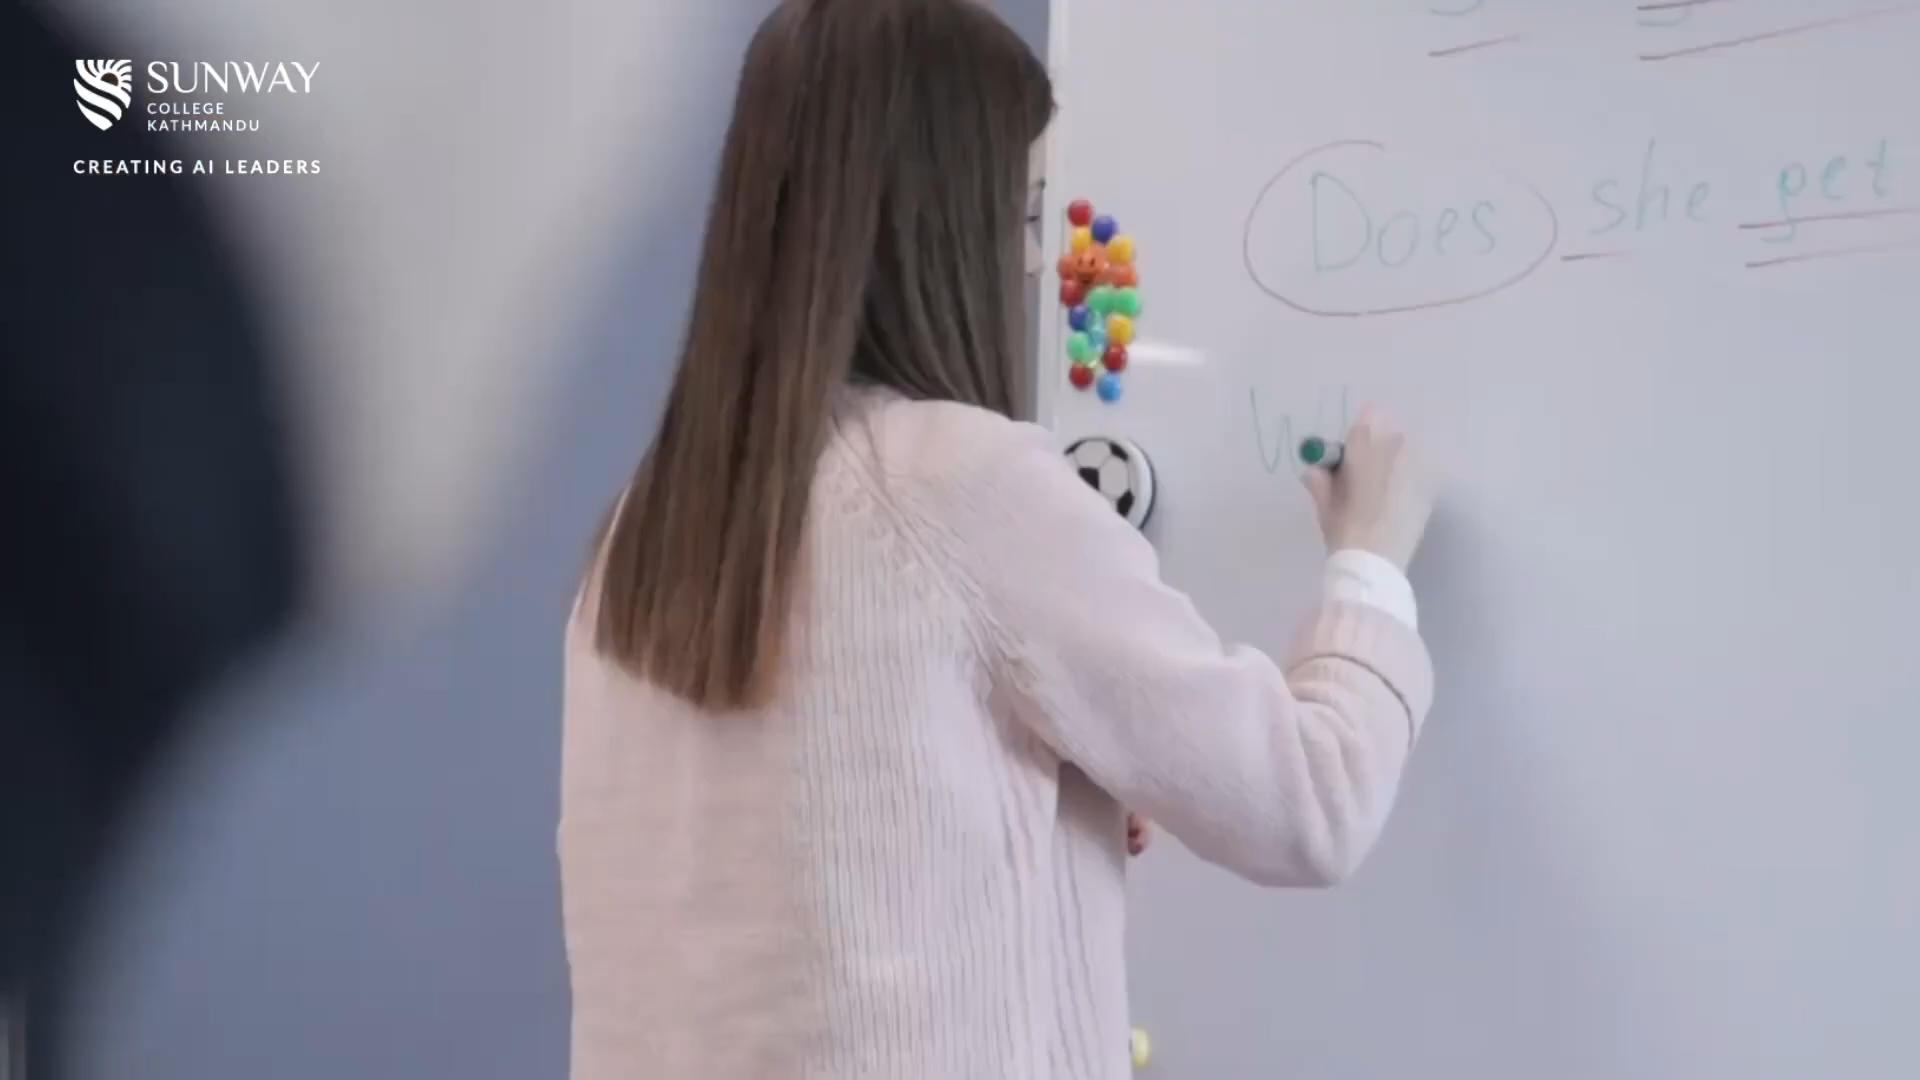 SUNWAY
COLLEGE
KATHMANDU
CREATING AI LEADERS
Does she get